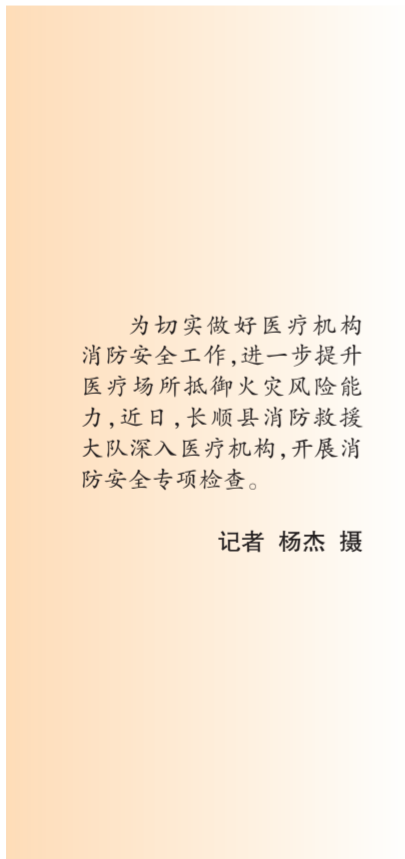 为切实做好医疗机构
消防安全工作,进一步提升
医疗场所抵御火灾风险能
力,近日,长顺县消防救援
大队深入医疗机构,开展消
防安全专项检查。
记者 杨杰 摄